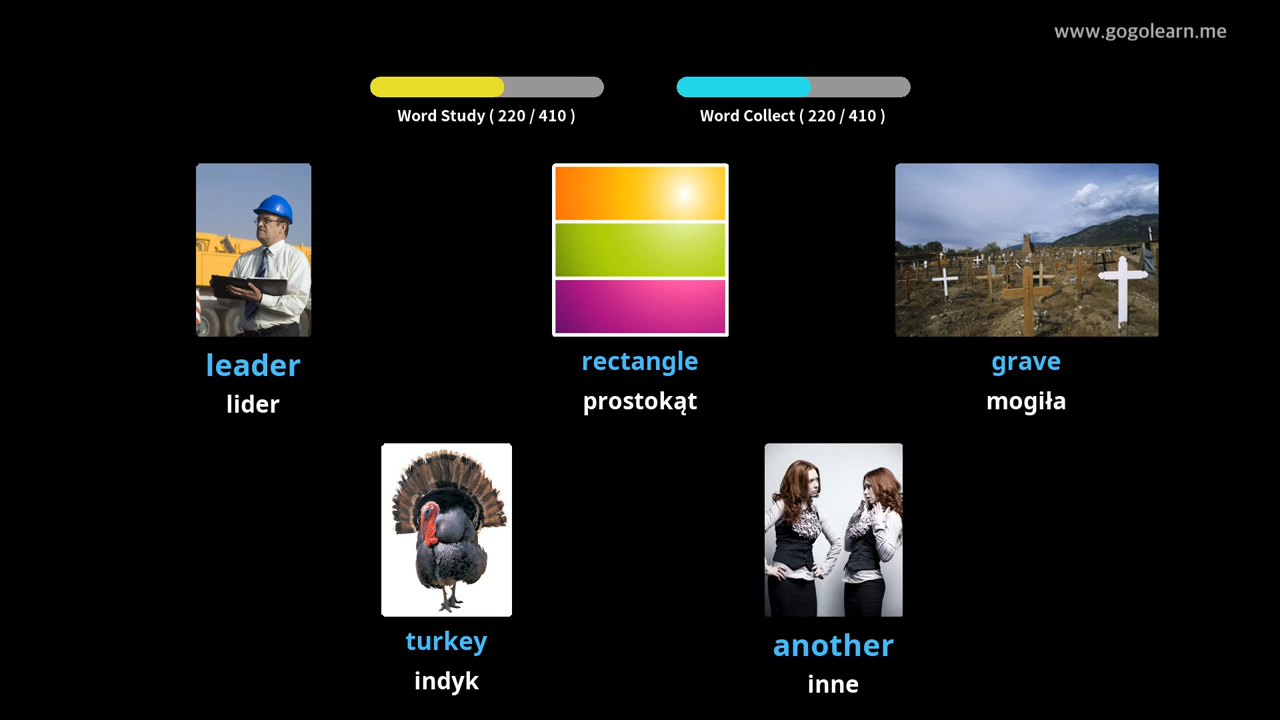 www.gogolearn.me
Word Study ( 220 / 410 )
Word Collect ( 220 / 410 )
leader
lider
rectangle
prostokąt
grave
mogiła
turkey
indyk
another
inne